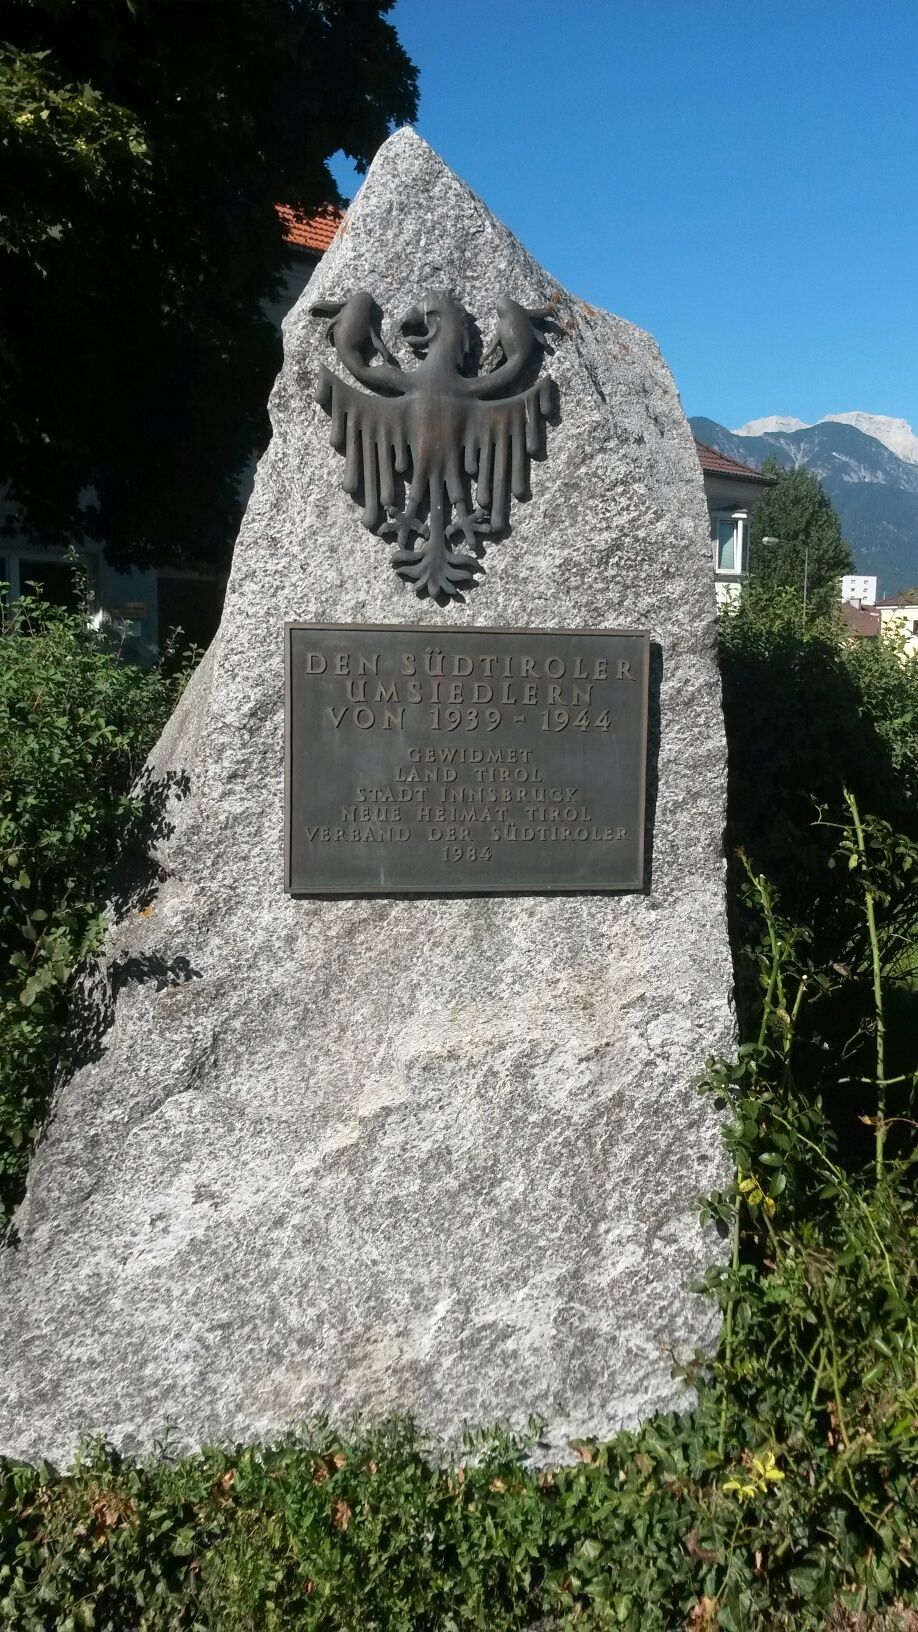 DEN SÜDTIROLER
UMSIEDLERN
VON 1939 - 1944
GEWIDMET
LAND TIROL
STADT INNSBRUCK
NEUE HEIMAT TIROL
VERBAND DER SÜDTIROLER
1984